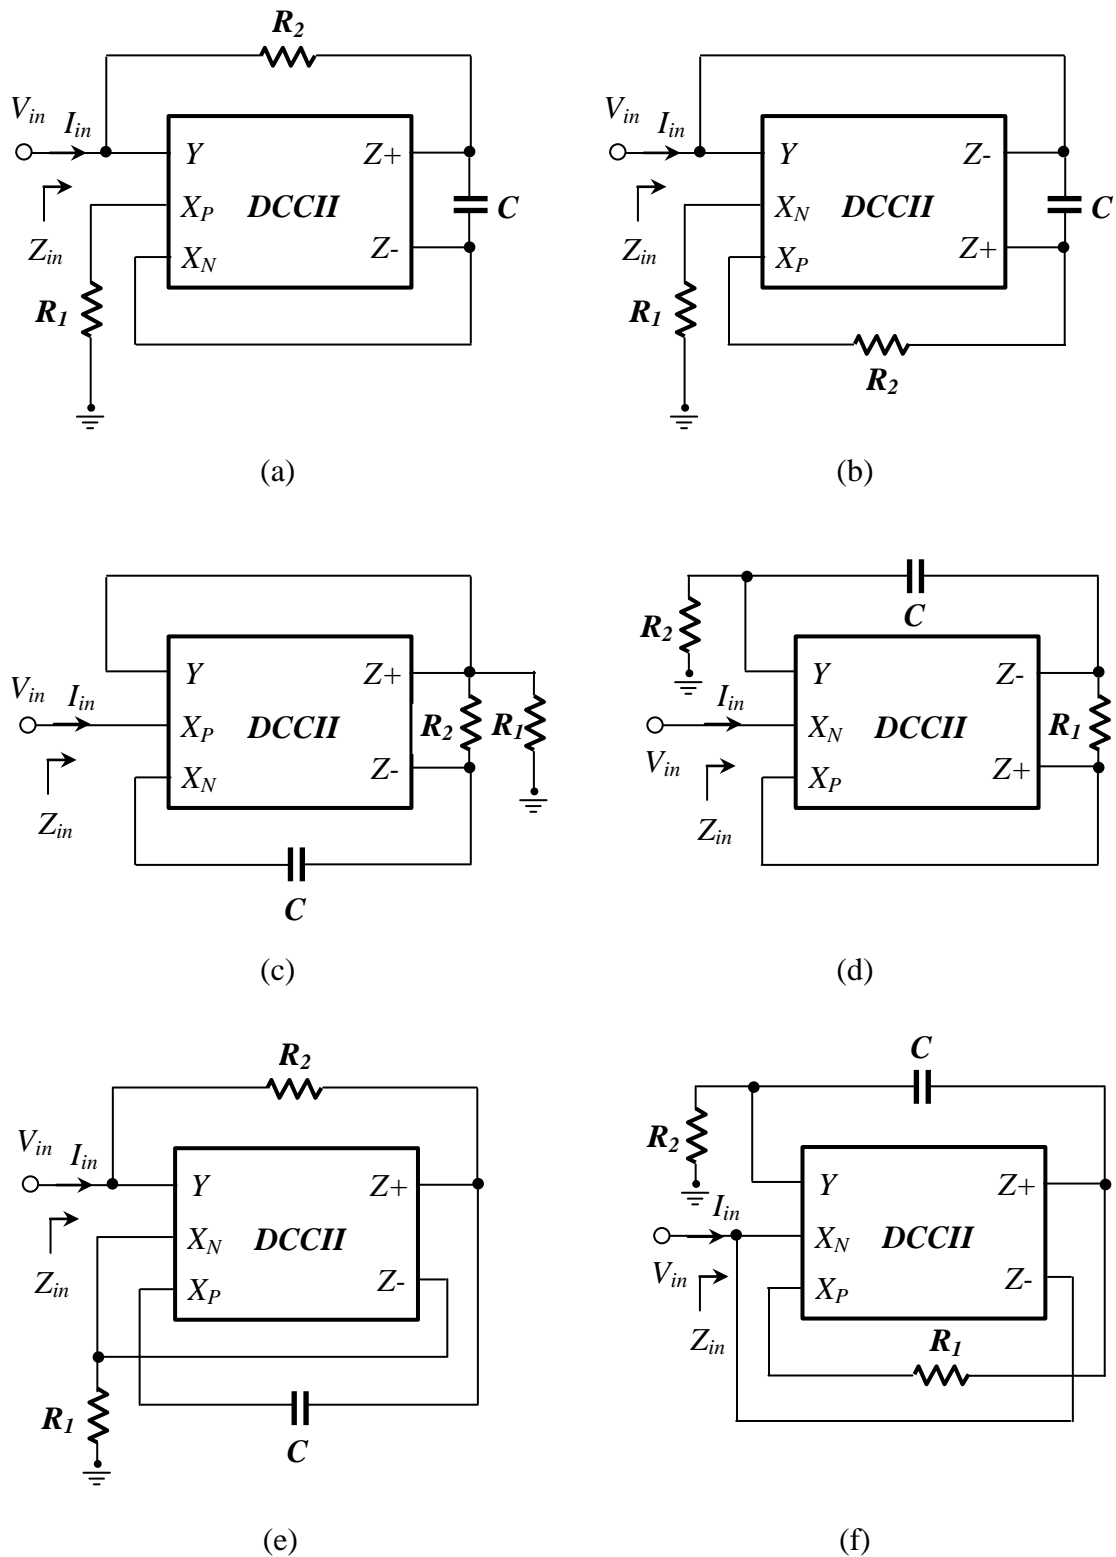 R2
Vin
Iin
Y
Z+
XP
DCCII
C
Zin
XN
Z-
R1
(a)
Vin
Iin
Y
Z-
XN
DCCII
C
Zin
XP
Z+
R1
R2
(b)
Y
Z+
Vin
Iin
XP
DCCII
R2
R1
XN
Z-
Zin
C
(c)
R2
C
Y
Z-
Iin
XN
DCCII
R1
Vin
XP
Z+
Zin
(d)
R2
Vin
Iin
Y
Z+
XN
DCCII
Zin
XP
Z-
R1
C
(e)
C
R2
Y
Z+
Iin
XN
DCCII
Vin
XP
Z-
Zin
R1
(f)